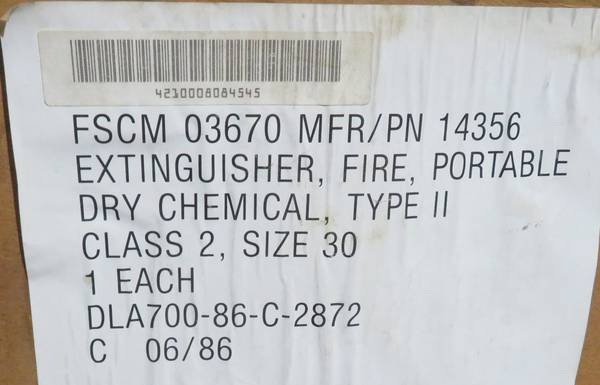 4210008084545
FSCM 03670 MFR/PN 14356
EXTINGUISHER, FIRE, PORTABLE
DRY CHEMICAL, TYPE II
CLASS 2, SIZE 30
1 EACH
DLA700-86-C-2872
C 06/86